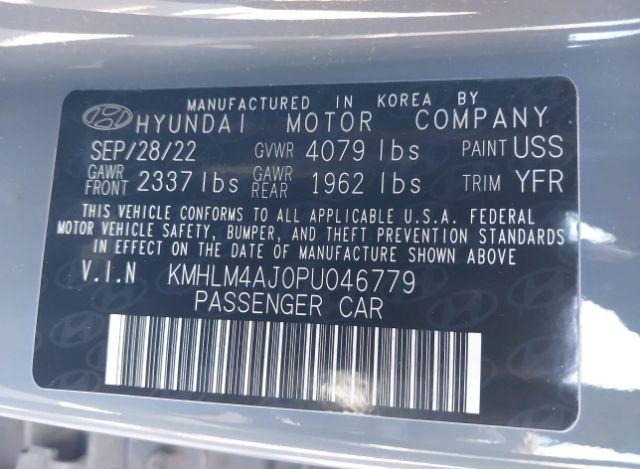 MANUFACTURED IN KOREA BY
HYUNDAI MOTOR COMPANY
SEP/28/22 GVWR 4079 lbs PAINT USS
GAWR FRONT 2337 lbs GAWR REAR 1962 lbs TRIM YFR
THIS VEHICLE CONFORMS TO ALL APPLICABLE U.S.A. FEDERAL
MOTOR VEHICLE SAFETY, BUMPER, AND THEFT PREVENTION STANDARDS
IN EFFECT ON THE DATE OF MANUFACTURE SHOWN ABOVE
V.I.N KMHLM4AJ0PU046779
PASSENGER CAR